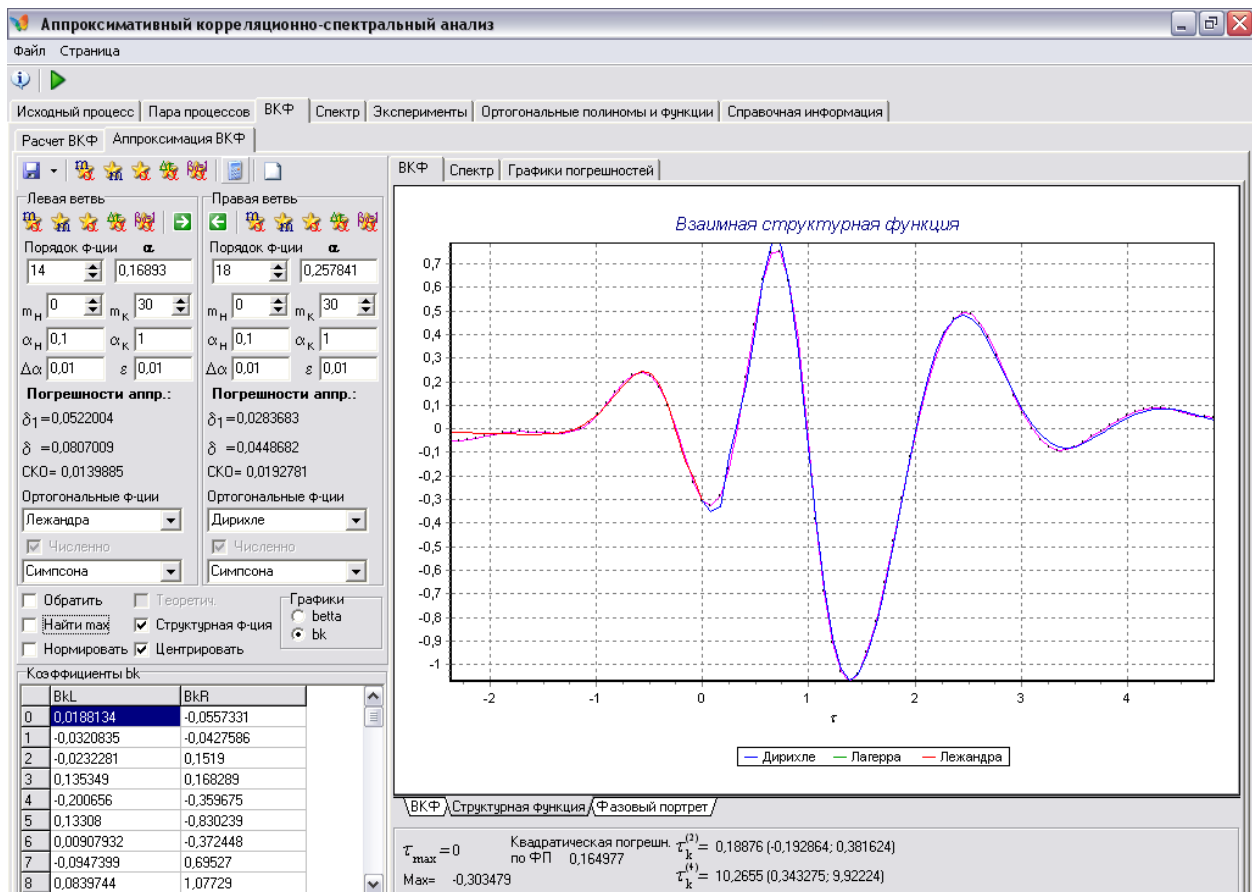 Аппроксимативный корреляционно-спектральный анализ
Файл Страница
Исходный процесс Пара процессов ВКФ Спектр Эксперименты Ортогональные полиномы и функции Справочная информация
Расчет ВКФ Аппроксимация ВКФ
Левая ветвь
Порядок ф-ции α
14 0,16893
mН 0 mК 30
αН 0,1 αК 1
Δα 0,01 ε 0,01
Погрешности аппр.:
δ1=0,0522004
δ =0,0807009
СКО= 0,0139885
Ортогональные ф-ции
Лежандра
Численно
Симпсона
Правая ветвь
Порядок ф-ции α
18 0,257841
mН 0 mК 30
αН 0,1 αК 1
Δα 0,01 ε 0,01
Погрешности аппр.:
δ1=0,0283683
δ =0,0448682
СКО= 0,0192781
Ортогональные ф-ции
Дирихле
Численно
Симпсона
Обратить Теоретич.
Найти max Структурная ф-ция
Нормировать Центрировать
Графики
betta
bk
Коэффициенты bk
BkL BkR
0 0,0188134 -0,0557331
1 -0,0320835 -0,0427586
2 -0,0232281 0,1519
3 0,135349 0,168289
4 -0,200656 -0,359675
5 0,13308 -0,830239
6 0,00907932 -0,372448
7 -0,0947399 0,69527
8 0,0839744 1,07729
ВКФ Спектр Графики погрешностей
Взаимная структурная функция
0,7
0,6
0,5
0,4
0,3
0,2
0,1
0
-0,1
-0,2
-0,3
-0,4
-0,5
-0,6
-0,7
-0,8
-0,9
-1
-2 -1 0 1 2 3 4
τ
Дирихле Лагерра Лежандра
ВКФ Структурная функция Фазовый портрет
τmax=0
Max= -0,303479
Квадратическая погрешн.
по ФП 0,164977
τk(2)= 0,18876 (-0,192864; 0,381624)
τk(4)= 10,2655 (0,343275; 9,92224)